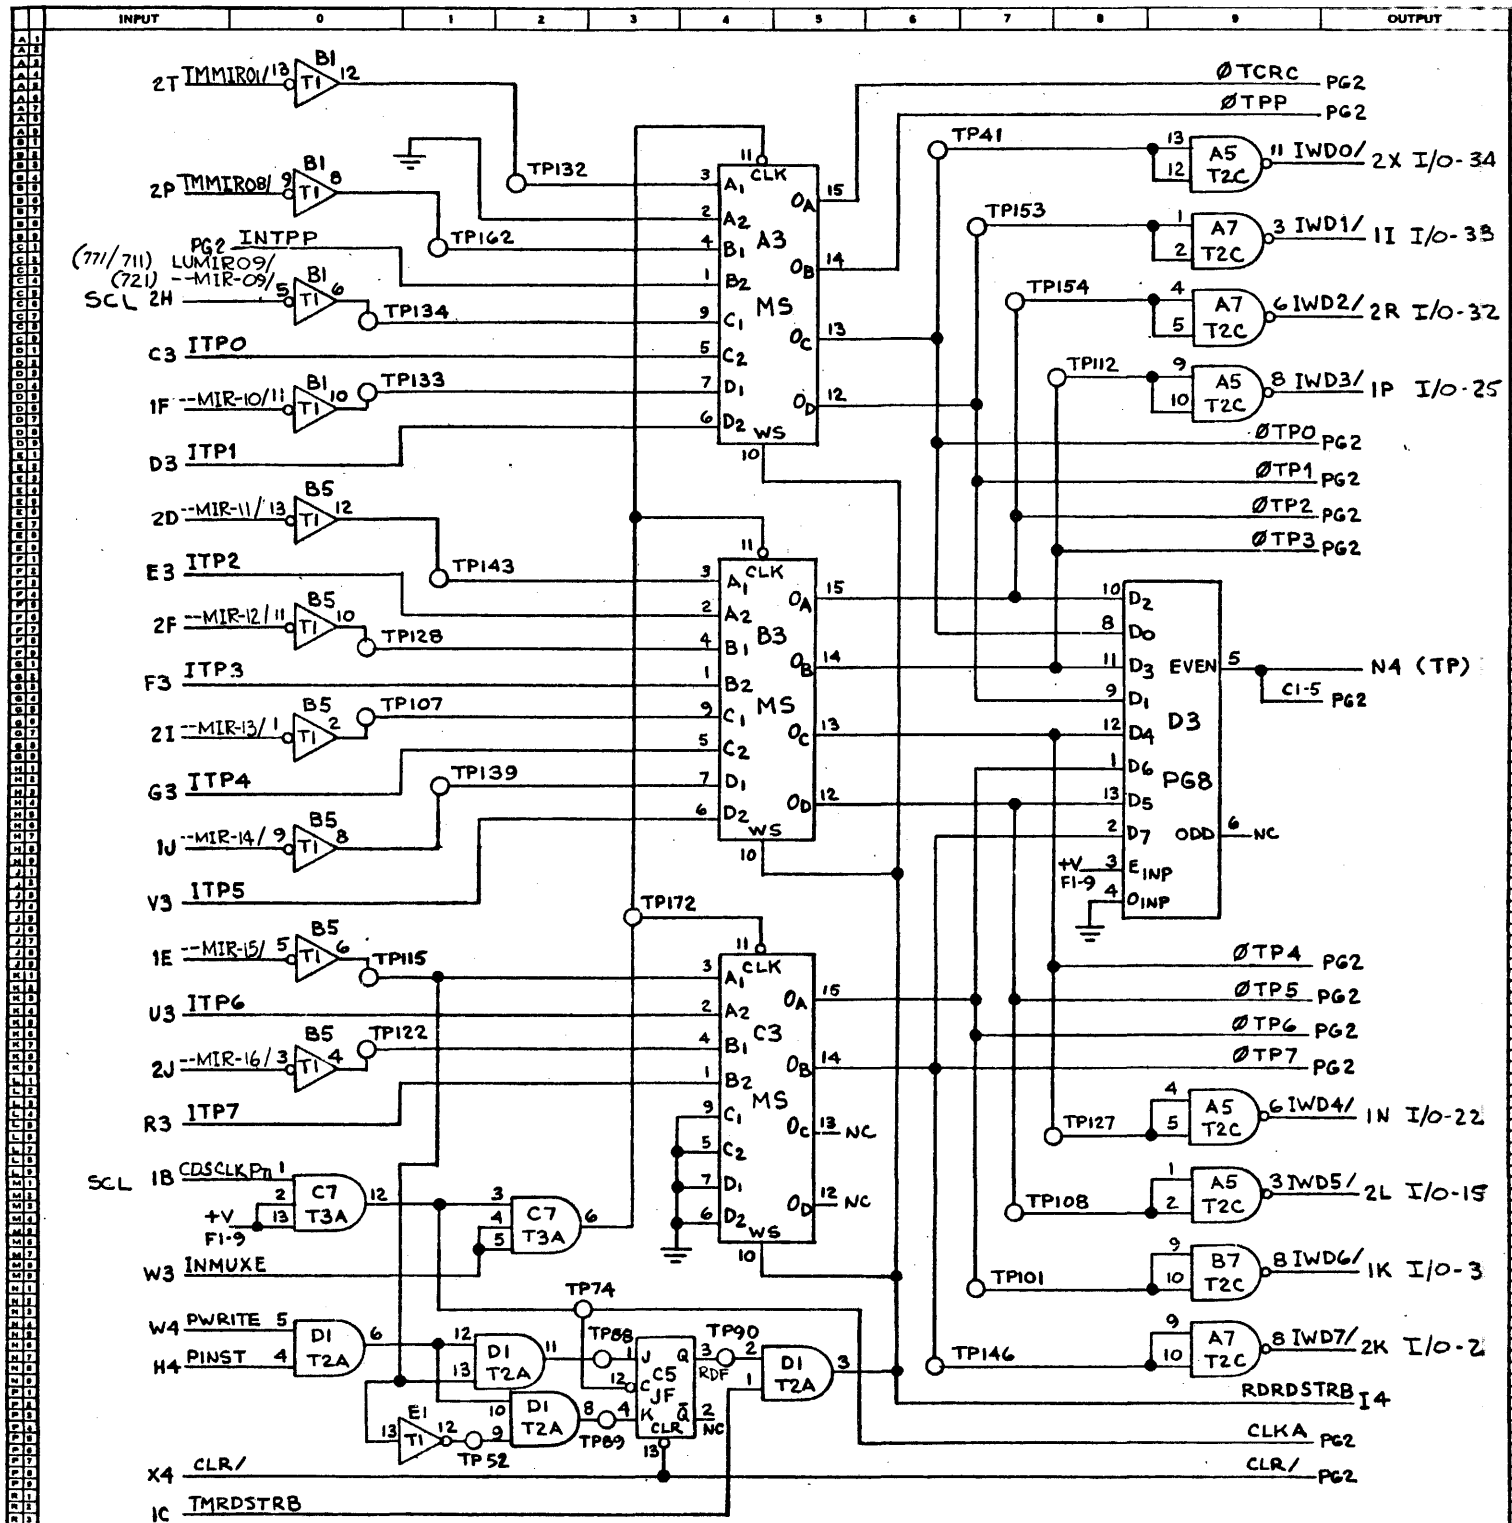 INPUT 0 1 2 3 4 5 6 7 8 9 OUTPUT
2T TMMIR01/ 13 B1 T1 12
TP132
2P TMMIR08/ 9 B1 T1 8
TP162
PG2 INTPP
(771/711) LUMIR09/
(721) --MIR-09/
SCL 2H 5 B1 T1 6
TP134
C3 ITP0
1F --MIR-10/ 11 B1 T1 10
TP133
D3 ITP1
2D --MIR-11/ 13 B5 T1 12
TP143
E3 ITP2
2F --MIR-12/ 11 B5 T1 10
TP128
F3 ITP3
2I --MIR-13/ 1 B5 T1 2
TP107
G3 ITP4
TP139
1J --MIR-14/ 9 B5 T1 8
V3 ITP5
TP172
1E --MIR-15/ 5 B5 T1 6
TP115
U3 ITP6
2J --MIR-16/ 3 B5 T1 4
TP122
R3 ITP7
SCL 1B CDSCLKPn 1
2 C7 12
+V 13 T3A
F1-9
3 C7 6
4 T3A
5
W3 INMUXE
TP74
W4 PWRITE 5 D1 6
H4 PINST 4 T2A
12 D1 11
13 T2A
TP88
10 D1 8
9 T2A
TP89
13 E1 12
T1
TP52
1 J Q 3
12 C C5
JF
4 K Q̅ 2
CLR NC
13
TP90
RDF
2 D1 3
1 T2A
X4 CLR/
1C TMRDSTRB
11 CLK
3 A1 OA 15
2 A2 A3
4 B1 OB 14
1 B2
MS
9 C1 OC 13
5 C2
7 D1 OD 12
6 D2 WS
10
11 CLK
3 A1 OA 15
2 A2
4 B1 B3 OB 14
1 B2
9 C1 MS OC 13
5 C2
7 D1 OD 12
6 D2
WS
10
11 CLK
3 A1 OA 15
2 A2
4 B1 C3 OB 14
1 B2
9 C1 MS OC 13 NC
5 C2
7 D1 OD 12 NC
6 D2 WS
10
ØTCRC PG2
ØTPP PG2
TP41 13 A5 11 IWD0/ 2X I/O-34
12 T2C
TP153 1 A7 3 IWD1/ 1I I/O-33
2 T2C
TP154 4 A7 6 IWD2/ 2R I/O-32
5 T2C
TP112 9 A5 8 IWD3/ 1P I/O-25
10 T2C
ØTP0 PG2
ØTP1 PG2
ØTP2 PG2
ØTP3 PG2
10 D2
8 D0
11 D3 EVEN 5 N4 (TP)
C1-5 PG2
9 D1
12 D4 D3
1 D6
PG8
13 D5
2 D7 ODD 6 NC
+V 3 EINP
F1-9
4 OINP
ØTP4 PG2
ØTP5 PG2
ØTP6 PG2
ØTP7 PG2
TP127 4 A5 6 IWD4/ 1N I/O-22
5 T2C
TP108 1 A5 3 IWD5/ 2L I/O-15
2 T2C
TP101 9 B7 8 IWD6/ 1K I/O-3
10 T2C
TP146 9 A7 8 IWD7/ 2K I/O-2
10 T2C
RDRDSTRB I4
CLKA PG2
CLR/ PG2